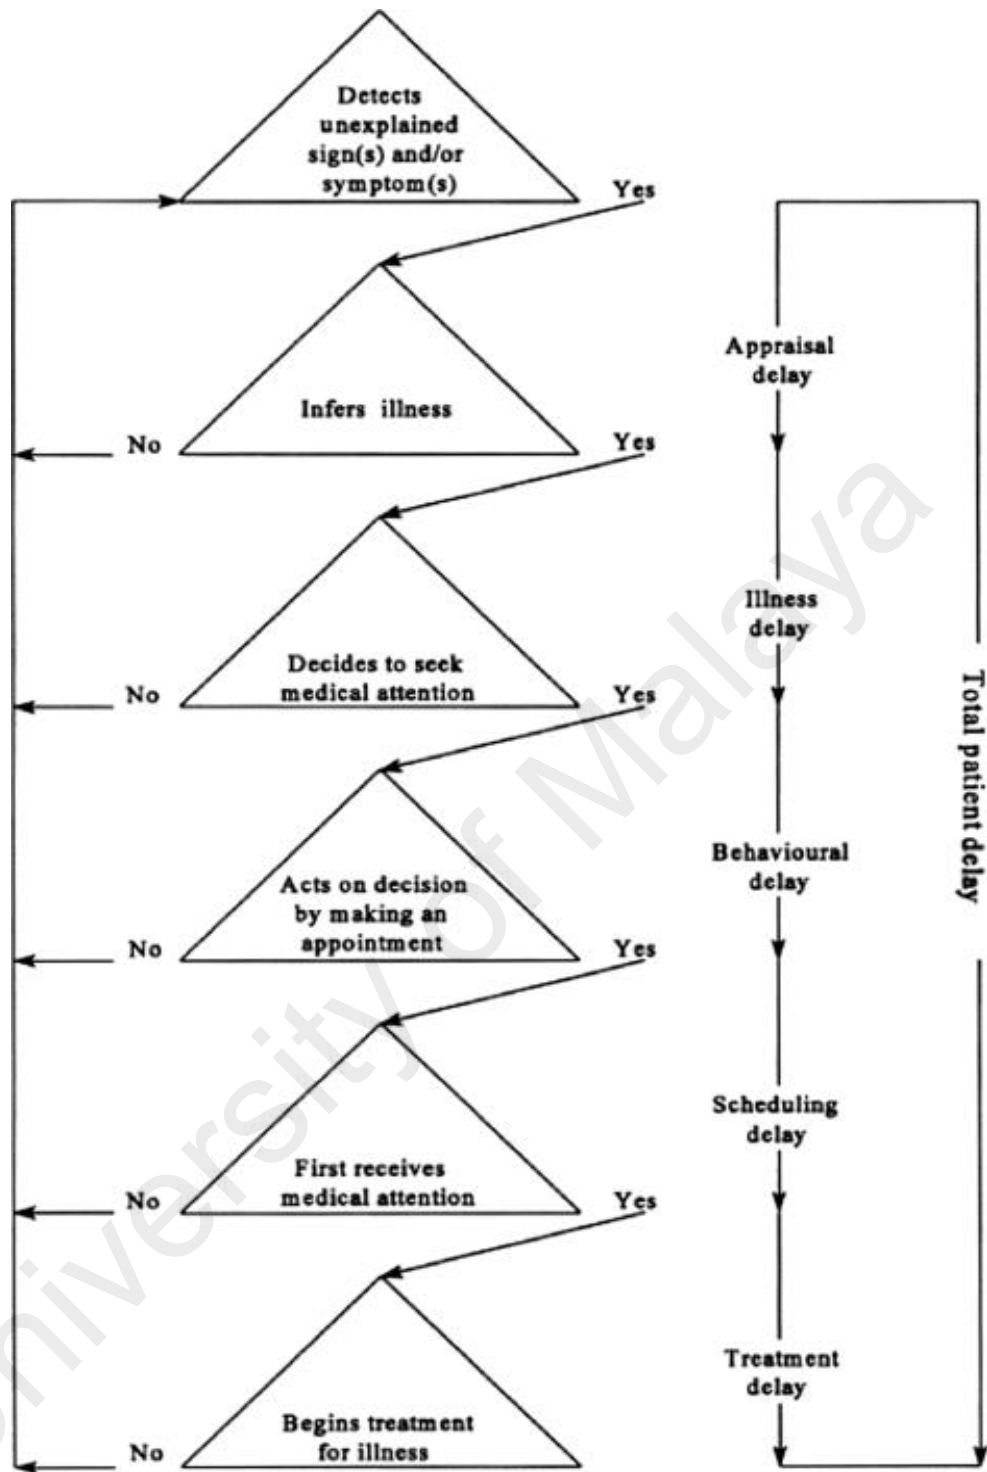 Detects
unexplained
sign(s) and/or
symptom(s)
Yes
Appraisal
delay
Infers illness
No
Yes
Illness
delay
Decides to seek
medical attention
No
Yes
Total patient delay
Behavioural
delay
Acts on decision
by making an
appointment
No
Yes
Scheduling
delay
First receives
medical attention
No
Yes
Treatment
delay
Begins treatment
for illness
No
University of Malaya